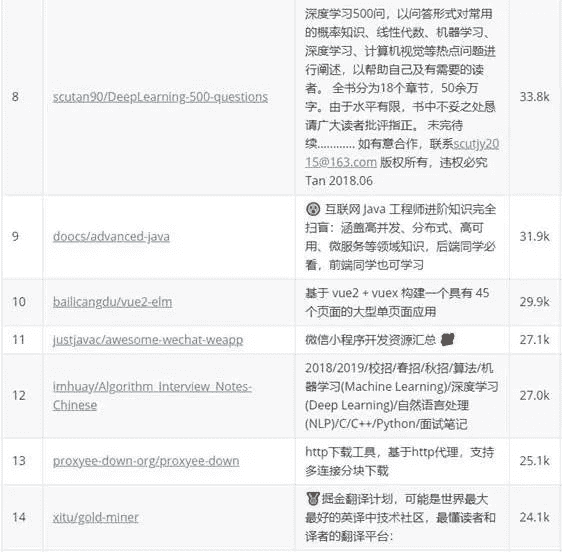 深度学习500问，以问答形式对常用
的概率知识、线性代数、机器学习、
深度学习、计算机视觉等热点问题进
行阐述，以帮助自己及有需要的读
者。 全书分为18个章节，50余万
8 scutan90/DeepLearning-500-questions 字。由于水平有限，书中不妥之处恳 33.8k
请广大读者批评指正。 未完待
续............ 如有意合作，联系scutjy20
15@163.com 版权所有，违权必究
Tan 2018.06
互联网 Java 工程师进阶知识完全
9 doocs/advanced-java 扫盲：涵盖高并发、分布式、高可 31.9k
用、微服务等领域知识，后端同学必
看，前端同学也可学习
10 bailicangdu/vue2-elm 基于 vue2 + vuex 构建一个具有 45 29.9k
个页面的大型单页面应用
11 justjavac/awesome-wechat-weapp 微信小程序开发资源汇总 27.1k
2018/2019/校招/春招/秋招/算法/机
12 imhuay/Algorithm_Interview_Notes- 器学习(Machine Learning)/深度学习 27.0k
Chinese (Deep Learning)/自然语言处理
(NLP)/C/C++/Python/面试笔记
13 proxyee-down-org/proxyee-down http下载工具，基于http代理，支持 25.1k
多连接分块下载
掘金翻译计划，可能是世界最大
14 xitu/gold-miner 最好的英译中技术社区，最懂读者和 24.1k
译者的翻译平台：